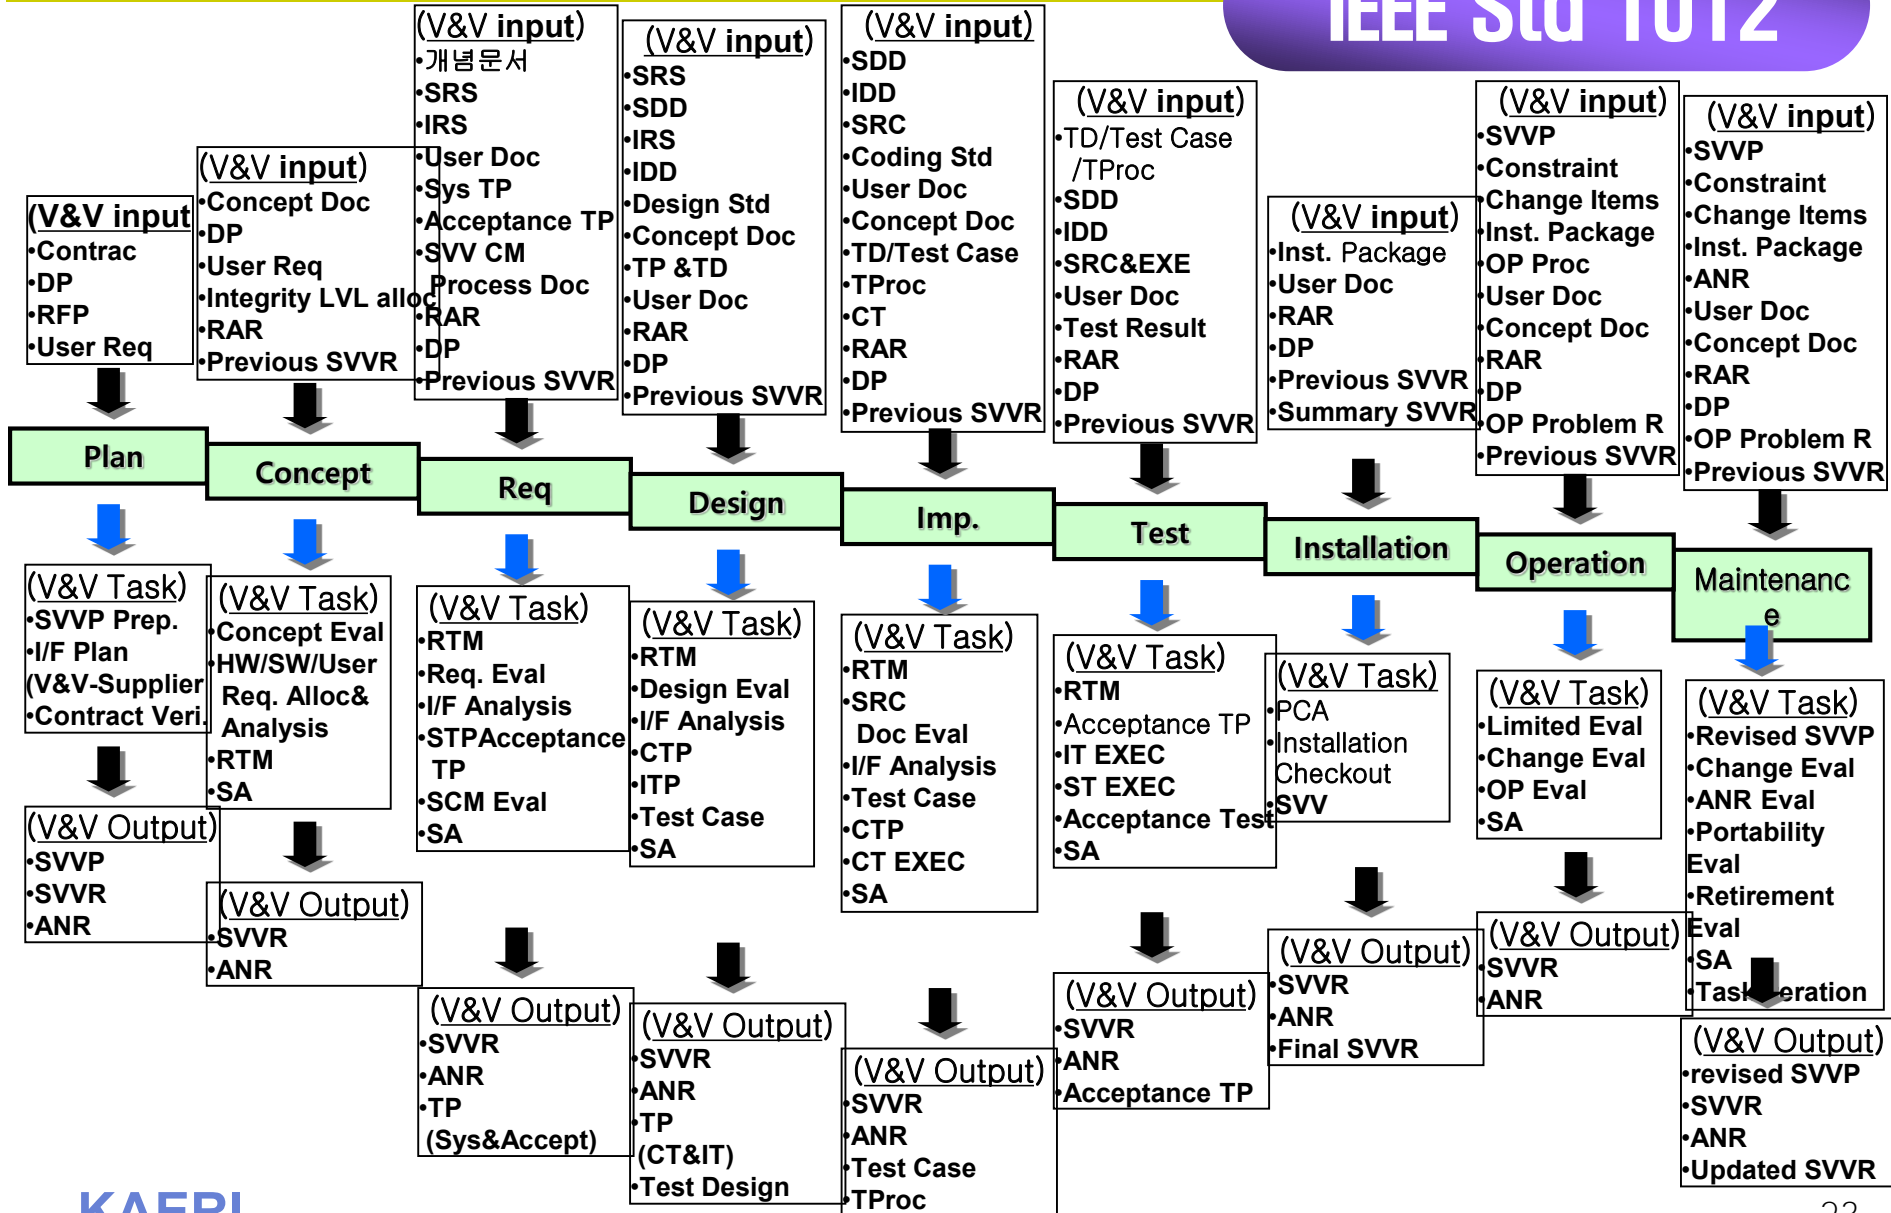 IEEE Std 1012
(V&V input
•Contrac
•DP
•RFP
•User Req
(V&V input)
•Concept Doc
•DP
•User Req
•Integrity LVL alloc
•RAR
•Previous SVVR
(V&V input)
•개념문서
•SRS
•IRS
•User Doc
•Sys TP
•Acceptance TP
•SVV CM
Process Doc
•RAR
•DP
•Previous SVVR
(V&V input)
•SRS
•SDD
•IRS
•IDD
•Design Std
•Concept Doc
•TP &TD
•User Doc
•RAR
•DP
•Previous SVVR
(V&V input)
•SDD
•IDD
•SRC
•Coding Std
•User Doc
•Concept Doc
•TD/Test Case
•TProc
•CT
•RAR
•DP
•Previous SVVR
(V&V input)
•TD/Test Case
/TProc
•SDD
•IDD
•SRC&EXE
•User Doc
•Test Result
•RAR
•DP
•Previous SVVR
(V&V input)
•Inst. Package
•User Doc
•RAR
•DP
•Previous SVVR
•Summary SVVR
(V&V input)
•SVVP
•Constraint
•Change Items
•Inst. Package
•OP Proc
•User Doc
•Concept Doc
•RAR
•DP
•OP Problem R
•Previous SVVR
(V&V input)
•SVVP
•Constraint
•Change Items
•Inst. Package
•ANR
•User Doc
•Concept Doc
•RAR
•DP
•OP Problem R
•Previous SVVR
Plan
Concept
Req
Design
Imp.
Test
Installation
Operation
Maintenanc
e
(V&V Task)
•SVVP Prep.
•I/F Plan
(V&V-Supplier
•Contract Veri.
(V&V Task)
•Concept Eval
•HW/SW/User
Req. Alloc&
Analysis
•RTM
•SA
(V&V Task)
•RTM
•Req. Eval
•I/F Analysis
•STPAcceptance
TP
•SCM Eval
•SA
(V&V Task)
•RTM
•Design Eval
•I/F Analysis
•CTP
•ITP
•Test Case
•SA
(V&V Task)
•RTM
•SRC
Doc Eval
•I/F Analysis
•Test Case
•CTP
•CT EXEC
•SA
(V&V Task)
•RTM
•Acceptance TP
•IT EXEC
•ST EXEC
•Acceptance Test
•SA
(V&V Task)
•PCA
•Installation
Checkout
•SVV
(V&V Task)
•Limited Eval
•Change Eval
•OP Eval
•SA
(V&V Task)
•Revised SVVP
•Change Eval
•ANR Eval
•Portability
Eval
•Retirement
Eval
•SA
•Task eration
(V&V Output)
•SVVP
•SVVR
•ANR
(V&V Output)
•SVVR
•ANR
(V&V Output)
•SVVR
•ANR
•TP
(Sys&Accept)
(V&V Output)
•SVVR
•ANR
•TP
(CT&IT)
•Test Design
(V&V Output)
•SVVR
•ANR
•Test Case
•TProc
(V&V Output)
•SVVR
•ANR
•Acceptance TP
(V&V Output)
•SVVR
•ANR
•Final SVVR
(V&V Output)
•SVVR
•ANR
(V&V Output)
•revised SVVP
•SVVR
•ANR
•Updated SVVR
KAERI